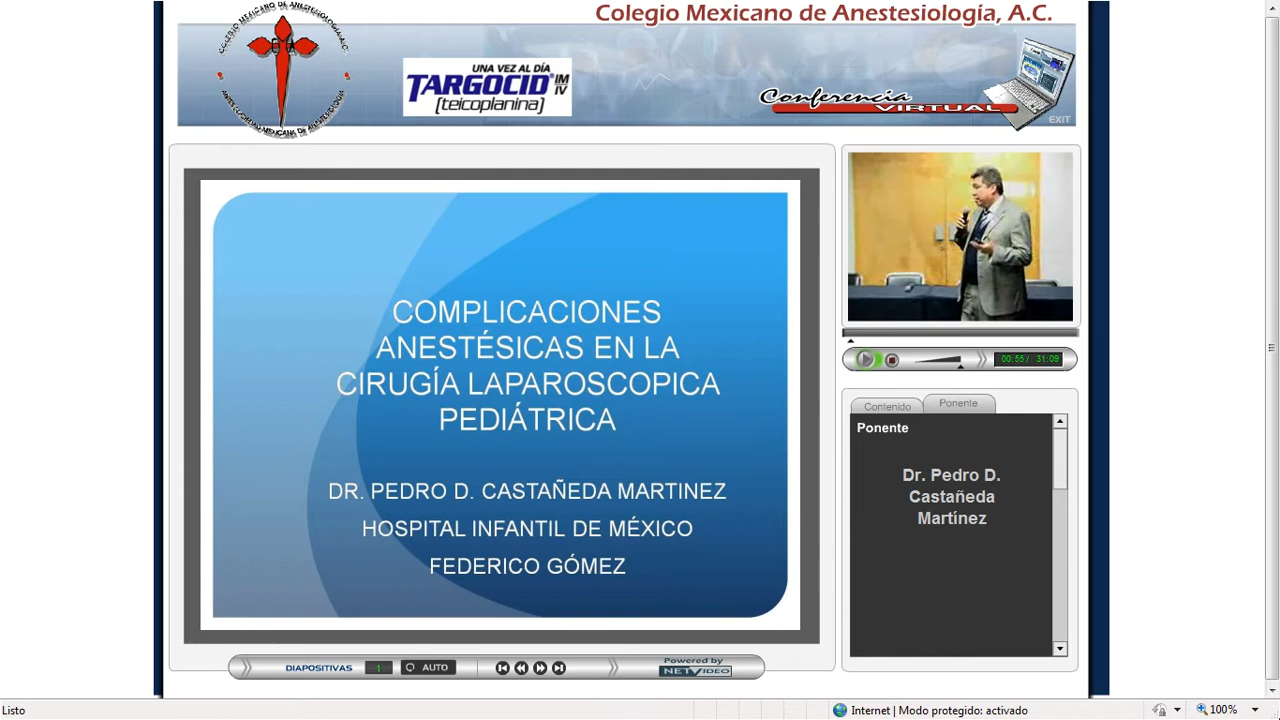 Colegio Mexicano de Anestesiología, A.C.
UNA VEZ AL DÍA
TARGOCID IM IV
[teicoplanina]
Conferencia
VIRTUAL
EXIT
COMPLICACIONES
ANESTÉSICAS EN LA
CIRUGÍA LAPAROSCOPICA
PEDIÁTRICA
DR. PEDRO D. CASTAÑEDA MARTINEZ
HOSPITAL INFANTIL DE MÉXICO
FEDERICO GÓMEZ
00:56 / 31:09
Contenido
Ponente
Ponente
Dr. Pedro D.
Castañeda
Martínez
DIAPOSITIVAS 1 AUTO
Powered by
NETVIDEO
Listo
Internet | Modo protegido: activado
100%